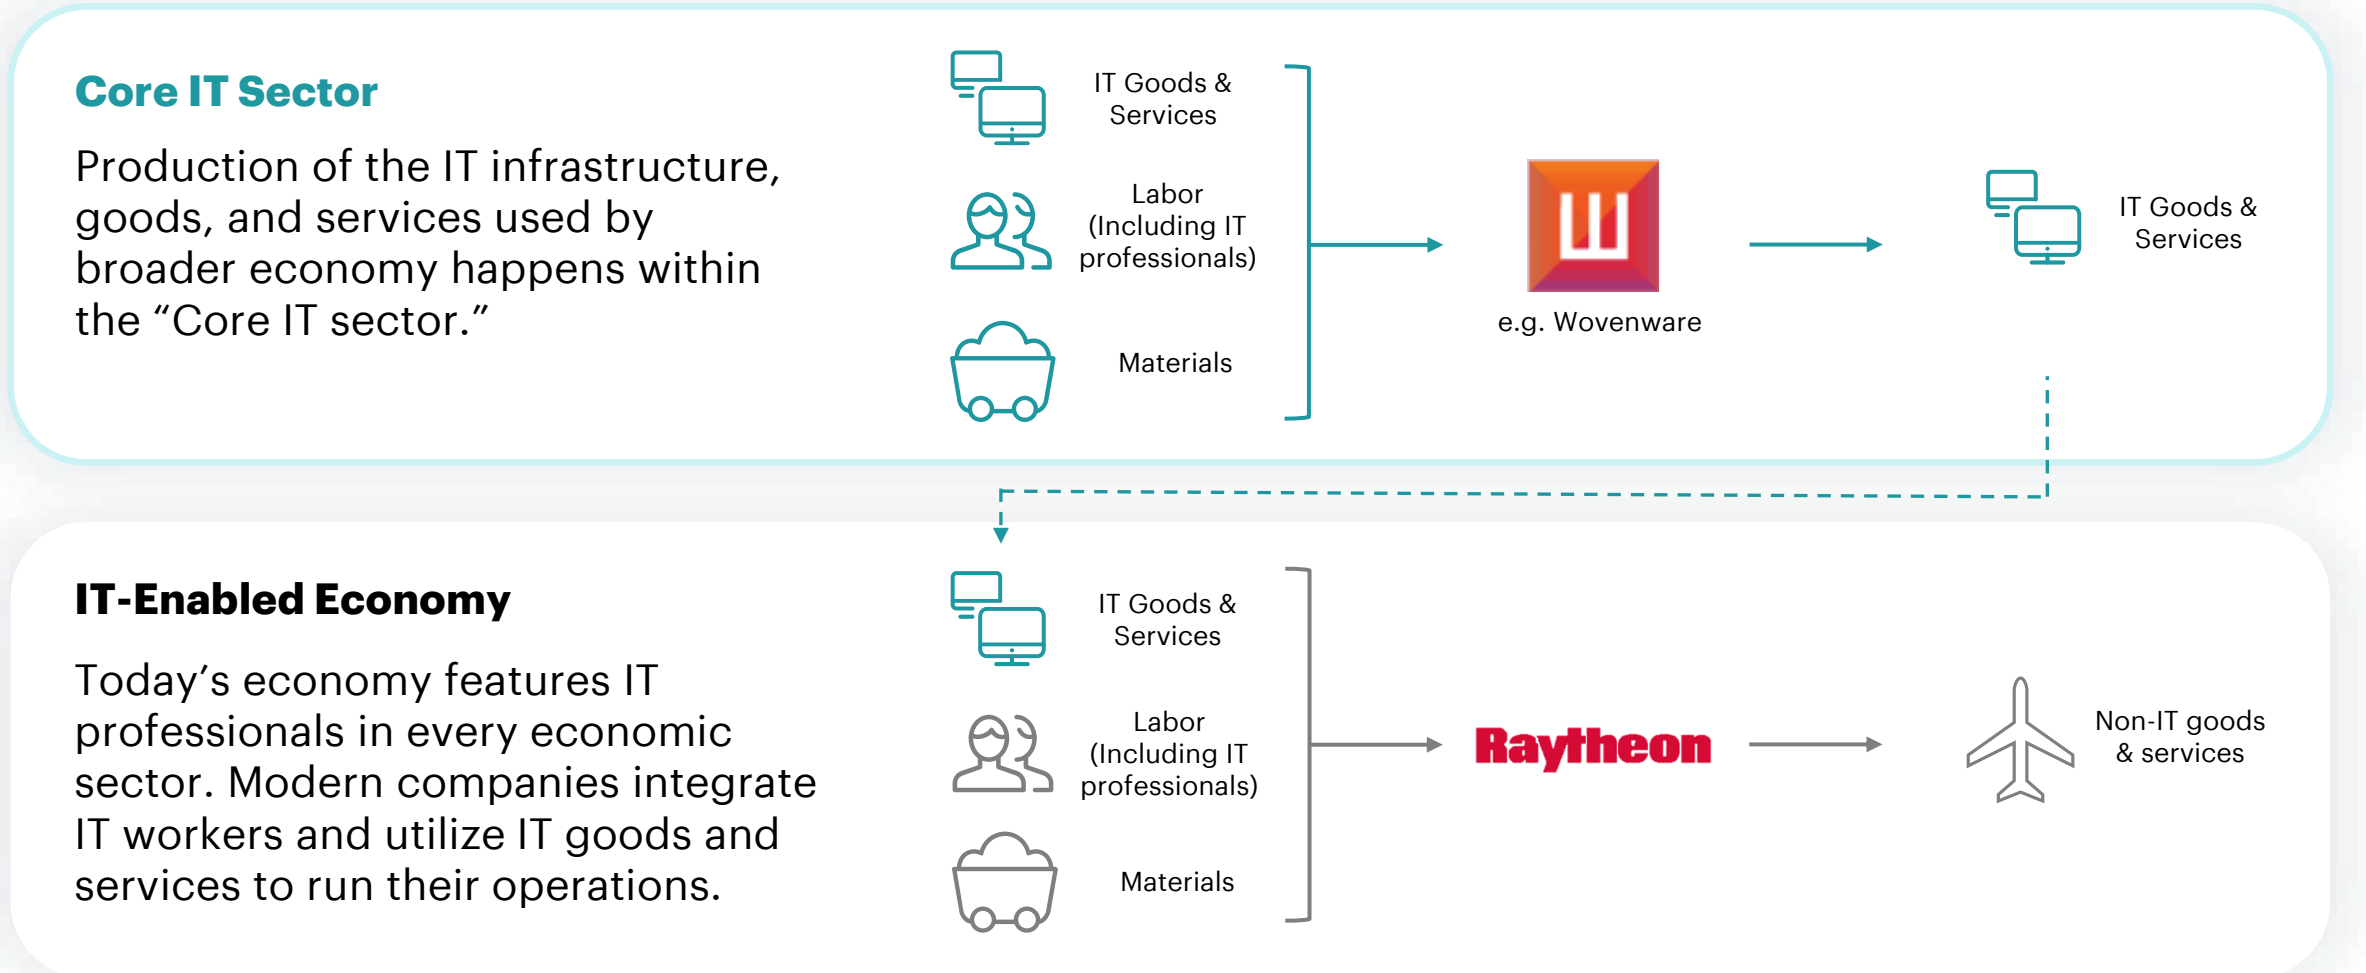 Core IT Sector
Production of the IT infrastructure,
goods, and services used by
broader economy happens within
the “Core IT sector.”
IT Goods &
Services
Labor
(Including IT
professionals)
Materials
e.g. Wovenware
IT Goods &
Services
IT-Enabled Economy
Today’s economy features IT
professionals in every economic
sector. Modern companies integrate
IT workers and utilize IT goods and
services to run their operations.
IT Goods &
Services
Labor
(Including IT
professionals)
Materials
Raytheon
Non-IT goods
& services